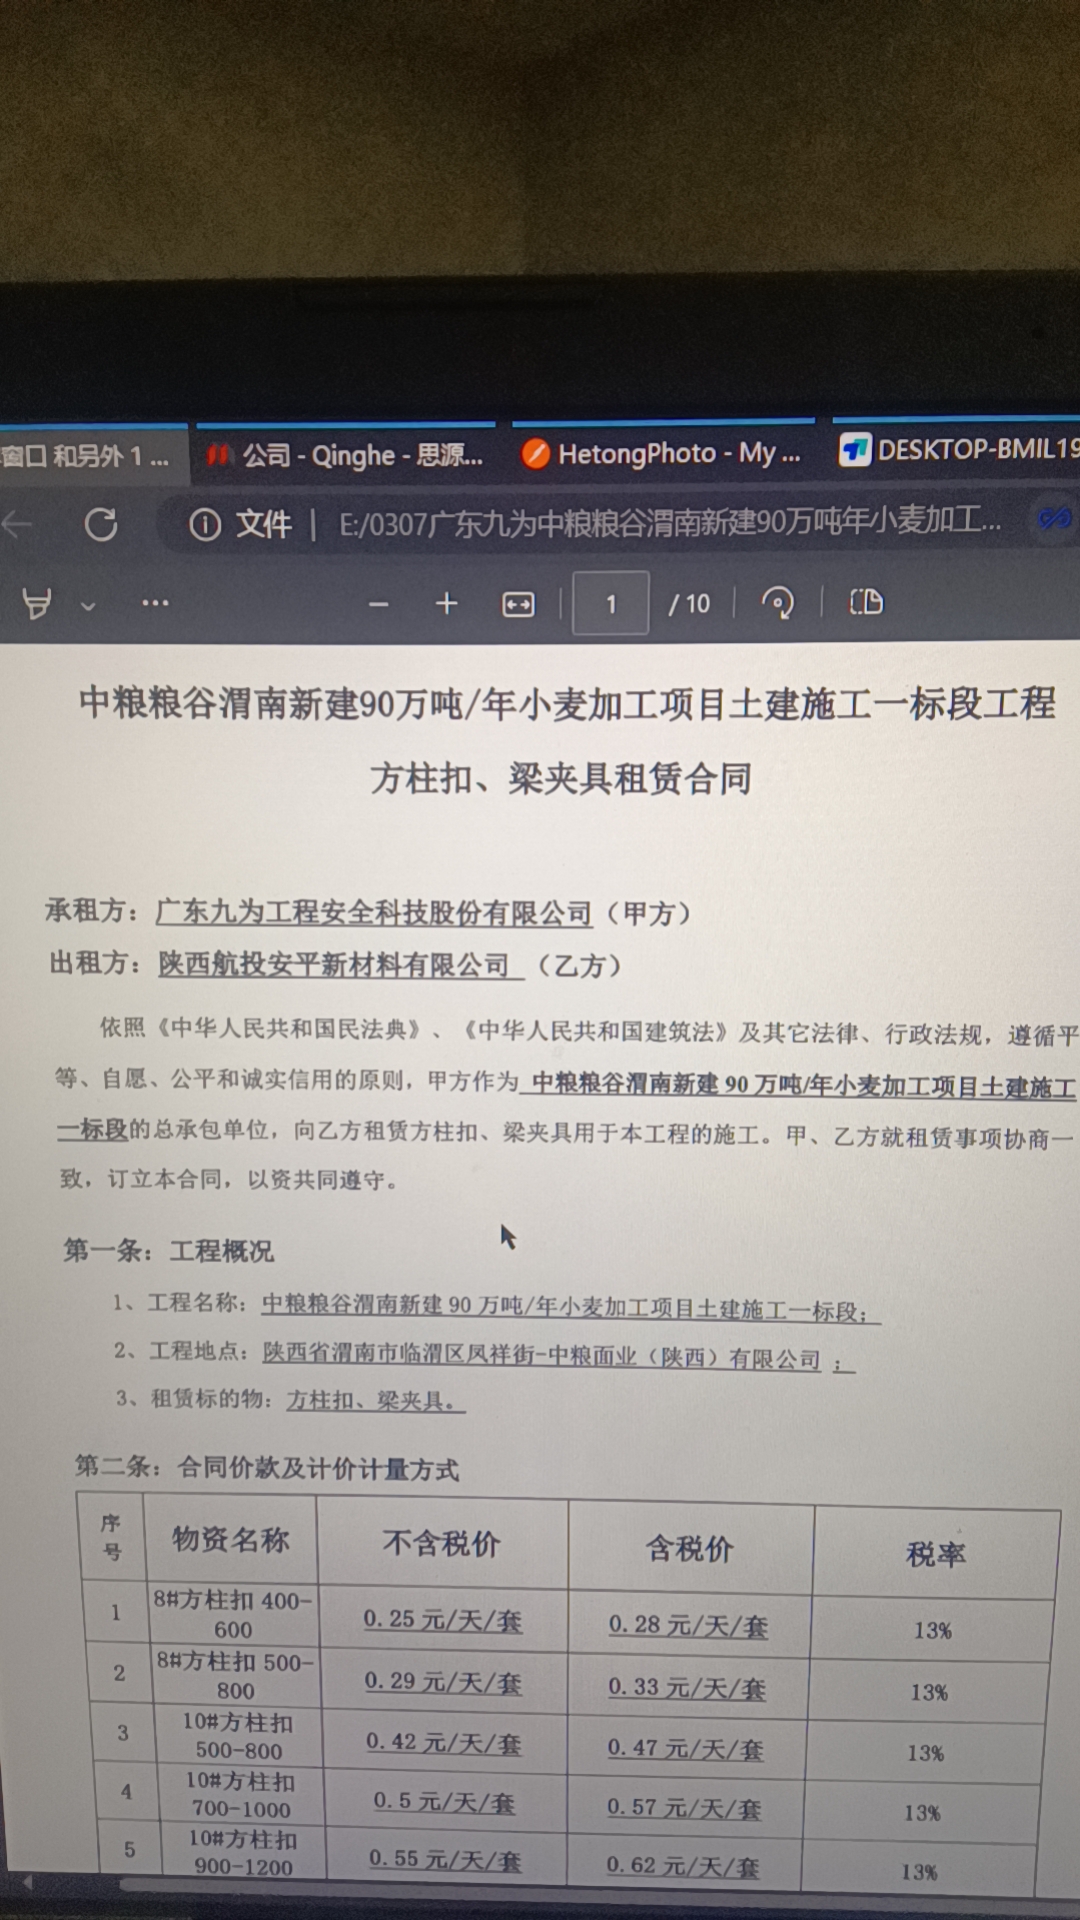 窗口 和另外 1 ...
公司 - Qinghe - 思源...
HetongPhoto - My ...
DESKTOP-BMIL19
文件 | E:/0307广东九为中粮粮谷渭南新建90万吨年小麦加工...
1 / 10
中粮粮谷渭南新建90万吨/年小麦加工项目土建施工一标段工程
方柱扣、梁夹具租赁合同
承租方：广东九为工程安全科技股份有限公司（甲方）
出租方：陕西航投安平新材料有限公司 （乙方）
依照《中华人民共和国民法典》、《中华人民共和国建筑法》及其它法律、行政法规，遵循平
等、自愿、公平和诚实信用的原则，甲方作为 中粮粮谷渭南新建 90 万吨/年小麦加工项目土建施工
一标段的总承包单位，向乙方租赁方柱扣、梁夹具用于本工程的施工。甲、乙方就租赁事项协商一
致，订立本合同，以资共同遵守。
第一条：工程概况
1、工程名称：中粮粮谷渭南新建 90 万吨/年小麦加工项目土建施工一标段；
2、工程地点：陕西省渭南市临渭区凤祥街-中粮面业（陕西）有限公司 ；
3、租赁标的物：方柱扣、梁夹具。
第二条：合同价款及计价计量方式
序号 物资名称 不含税价 含税价 税率
1 8#方柱扣 400-600 0.25 元/天/套 0.28 元/天/套 13%
2 8#方柱扣 500-800 0.29 元/天/套 0.33 元/天/套 13%
3 10#方柱扣 500-800 0.42 元/天/套 0.47 元/天/套 13%
4 10#方柱扣 700-1000 0.5 元/天/套 0.57 元/天/套 13%
5 10#方柱扣 900-1200 0.55 元/天/套 0.62 元/天/套 13%